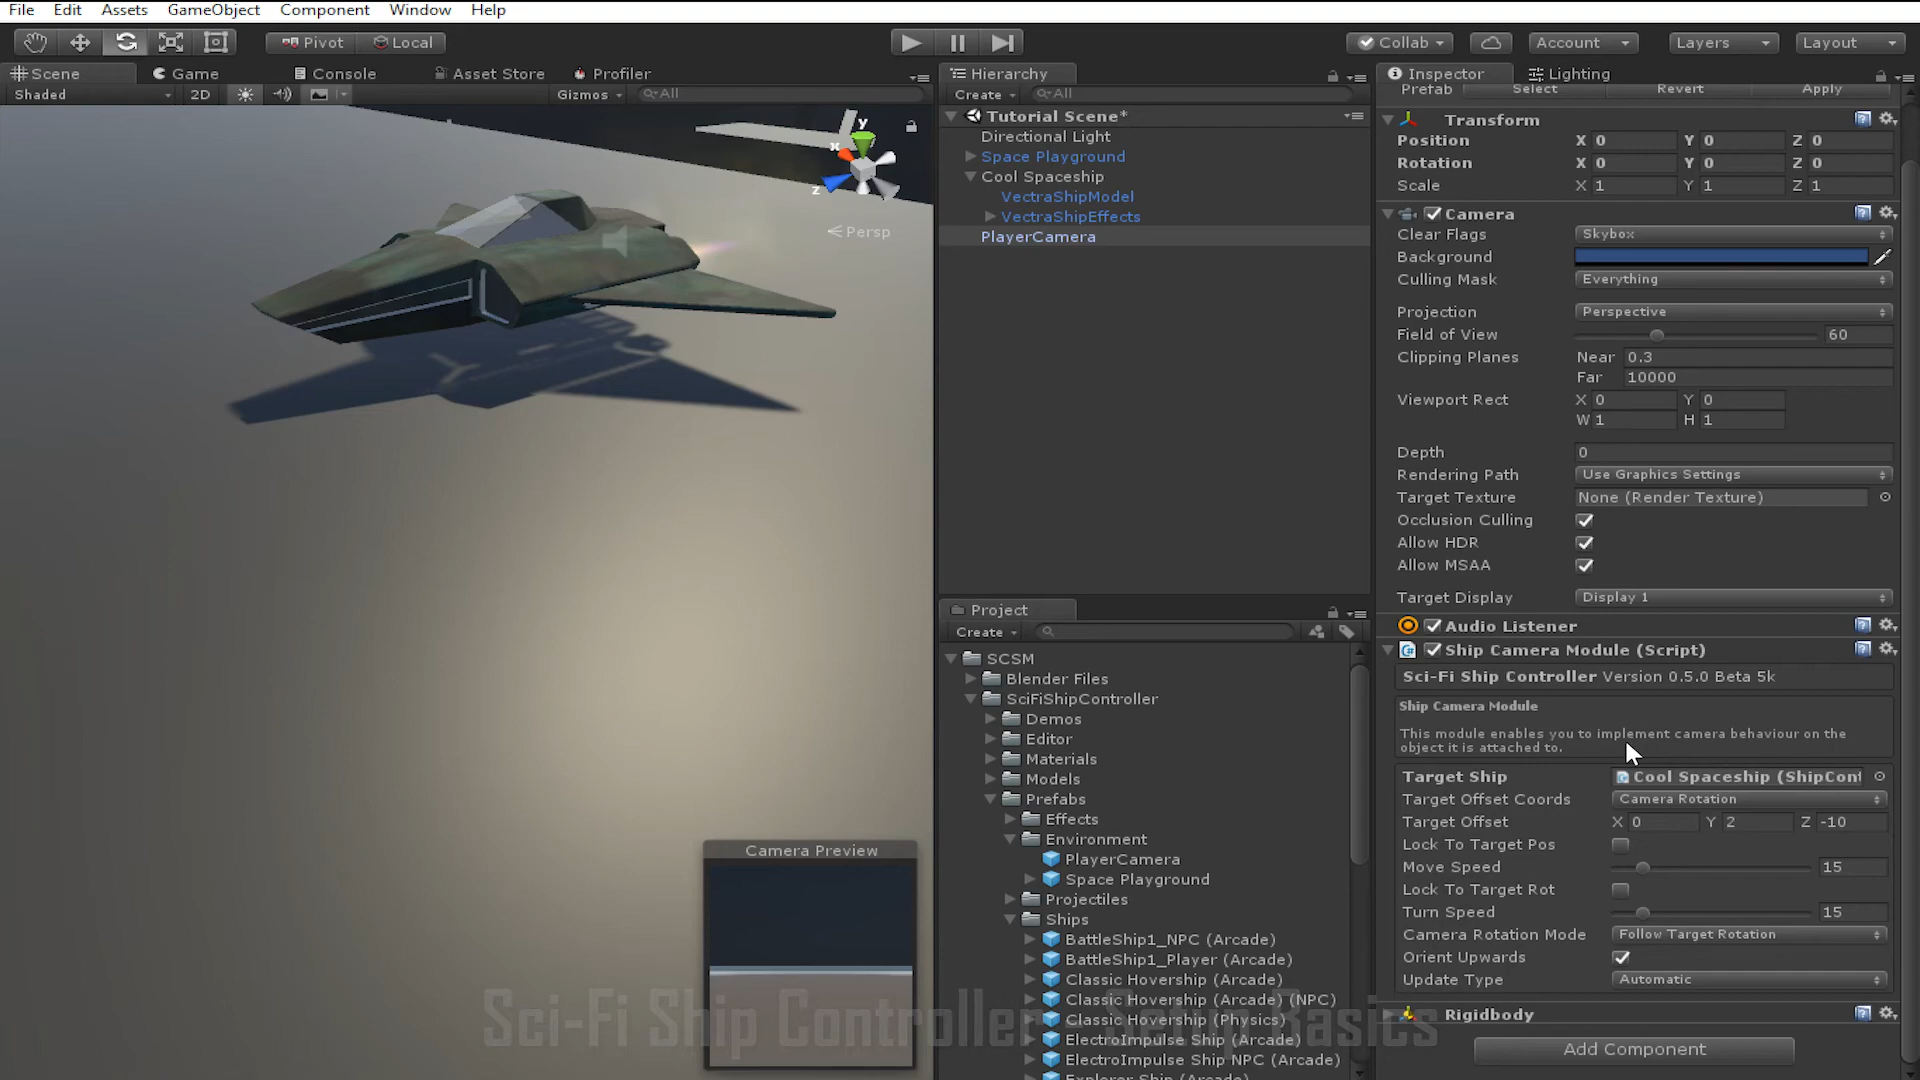 File Edit Assets GameObject Component Window Help
Pivot Local Collab Account Layers Layout
Scene Game Console Asset Store Profiler
Shaded 2D Gizmos All
y
x
z
Persp
Camera Preview
Hierarchy
Create All
Tutorial Scene*
Directional Light
Space Playground
Cool Spaceship
VectraShipModel
VectraShipEffects
PlayerCamera
Project
Create
SCSM
Blender Files
SciFiShipController
Demos
Editor
Materials
Models
Prefabs
Effects
Environment
PlayerCamera
Space Playground
Projectiles
Ships
BattleShip1_NPC (Arcade)
BattleShip1_Player (Arcade)
Classic Hovership (Arcade)
Classic Hovership (Arcade) (NPC)
Classic Hovership (Physics)
ElectroImpulse Ship (Arcade)
ElectroImpulse Ship NPC (Arcade)
Explorer Ship (Arcade)
Inspector Lighting
Prefab Select Revert Apply
Transform
Position X 0 Y 0 Z 0
Rotation X 0 Y 0 Z 0
Scale X 1 Y 1 Z 1
Camera
Clear Flags Skybox
Background
Culling Mask Everything
Projection Perspective
Field of View 60
Clipping Planes Near 0.3
Far 10000
Viewport Rect X 0 Y 0
W 1 H 1
Depth 0
Rendering Path Use Graphics Settings
Target Texture None (Render Texture)
Occlusion Culling
Allow HDR
Allow MSAA
Target Display Display 1
Audio Listener
Ship Camera Module (Script)
Sci-Fi Ship Controller Version 0.5.0 Beta 5k
Ship Camera Module
This module enables you to implement camera behaviour on the
object it is attached to.
Target Ship Cool Spaceship (ShipCont
Target Offset Coords Camera Rotation
Target Offset X 0 Y 2 Z -10
Lock To Target Pos
Move Speed 15
Lock To Target Rot
Turn Speed 15
Camera Rotation Mode Follow Target Rotation
Orient Upwards
Update Type Automatic
Rigidbody
Add Component
Sci-Fi Ship Controller - Setup Basics